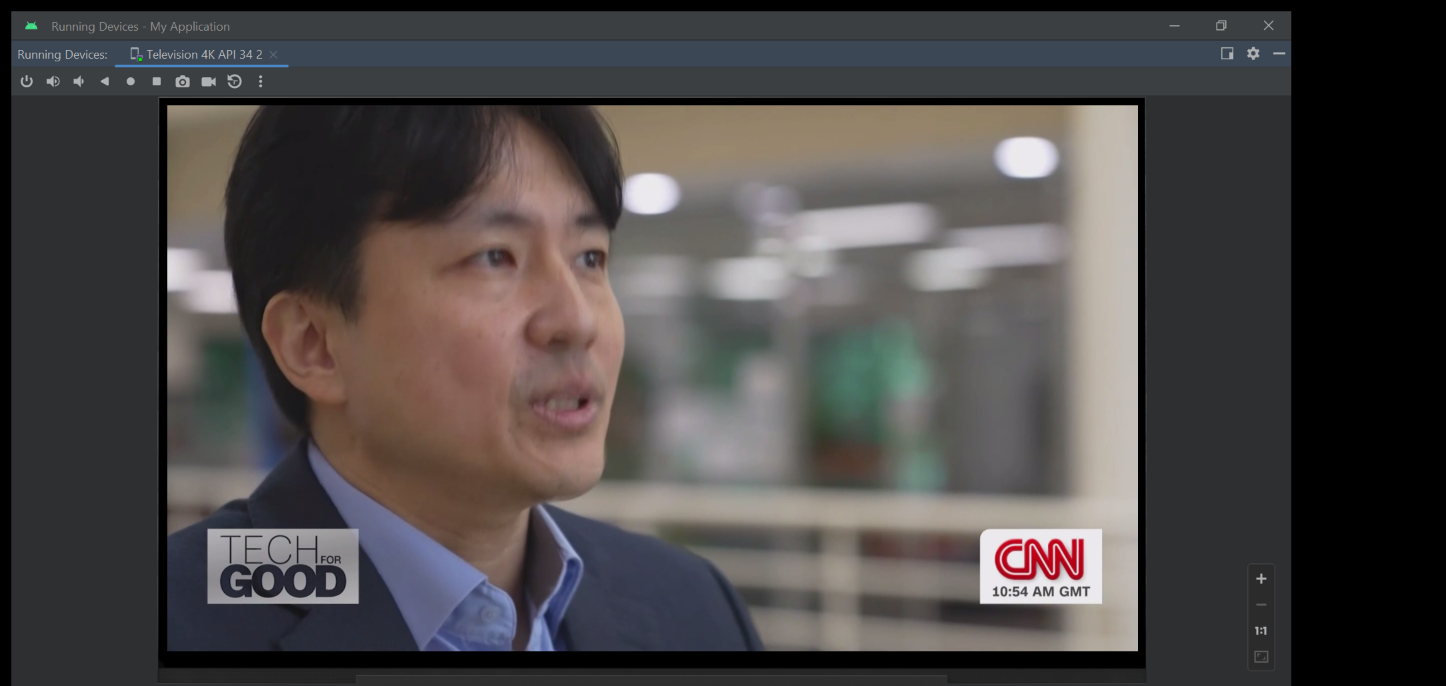 Running Devices - My Application
Running Devices:
Television 4K API 34 2
TECH FOR
GOOD
CNN
10:54 AM GMT
1:1